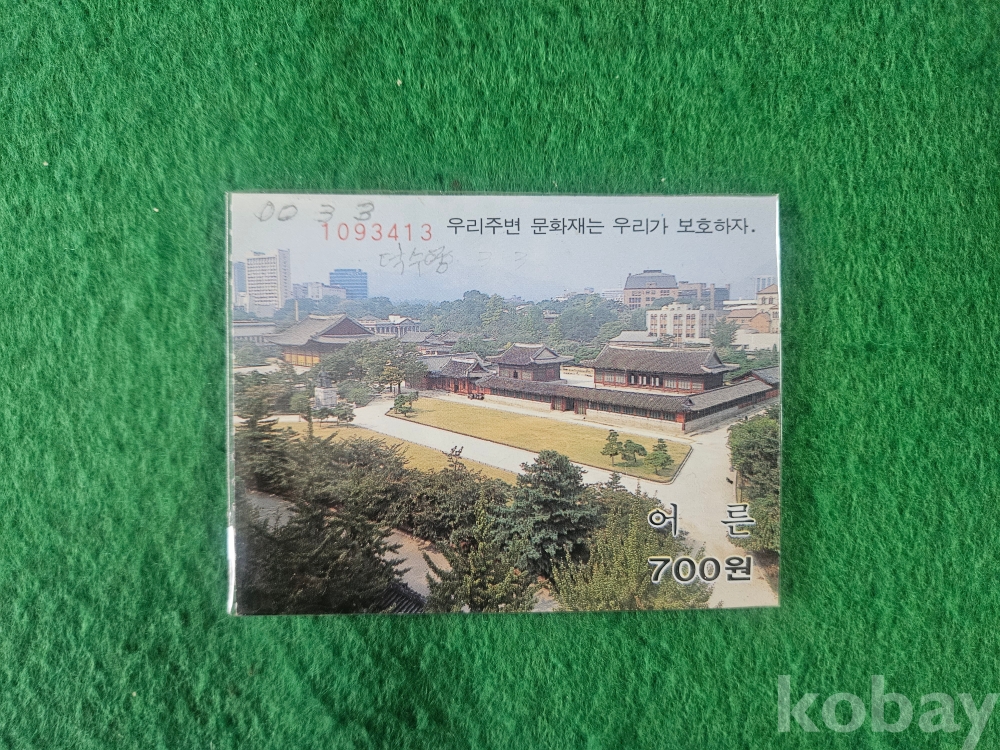 00 3 3
1093413
우리주변 문화재는 우리가 보호하자.
덕수궁
어 른
700원
kobay